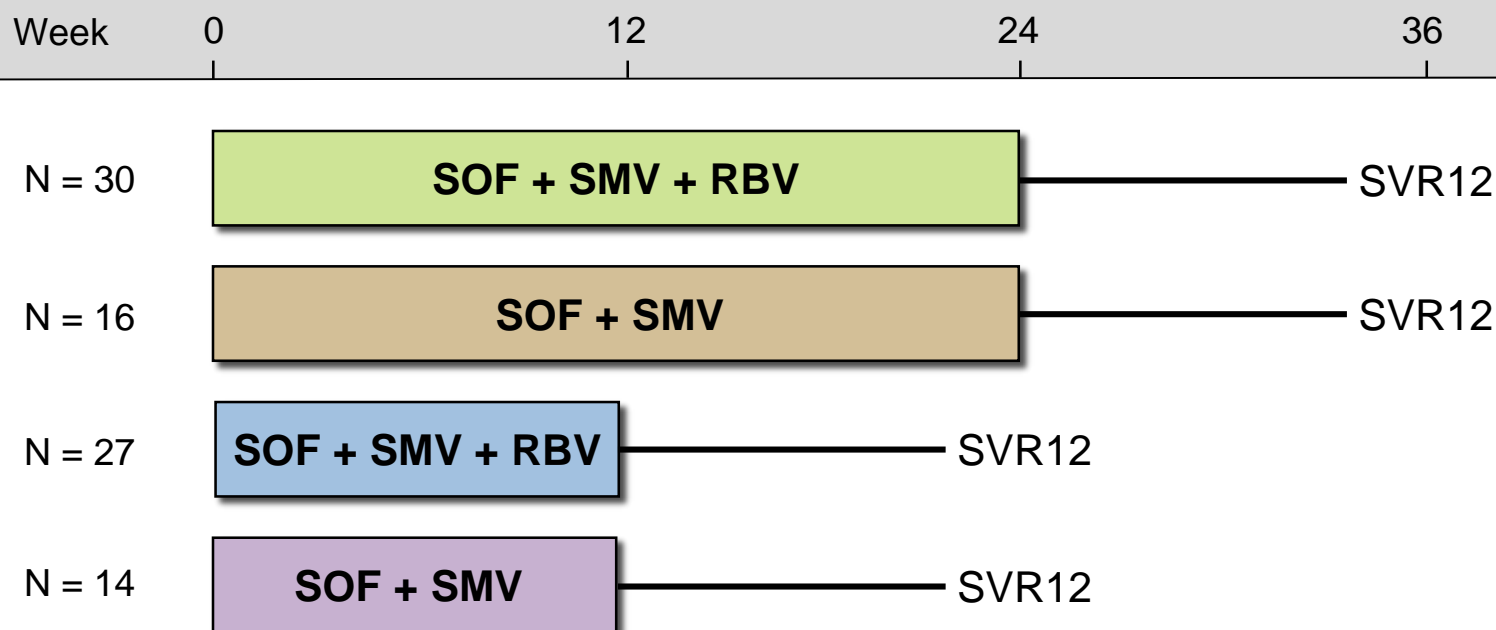 Week 0 12 24 36
N = 30 SOF + SMV + RBV SVR12
N = 16 SOF + SMV SVR12
N = 27 SOF + SMV + RBV SVR12
N = 14 SOF + SMV SVR12